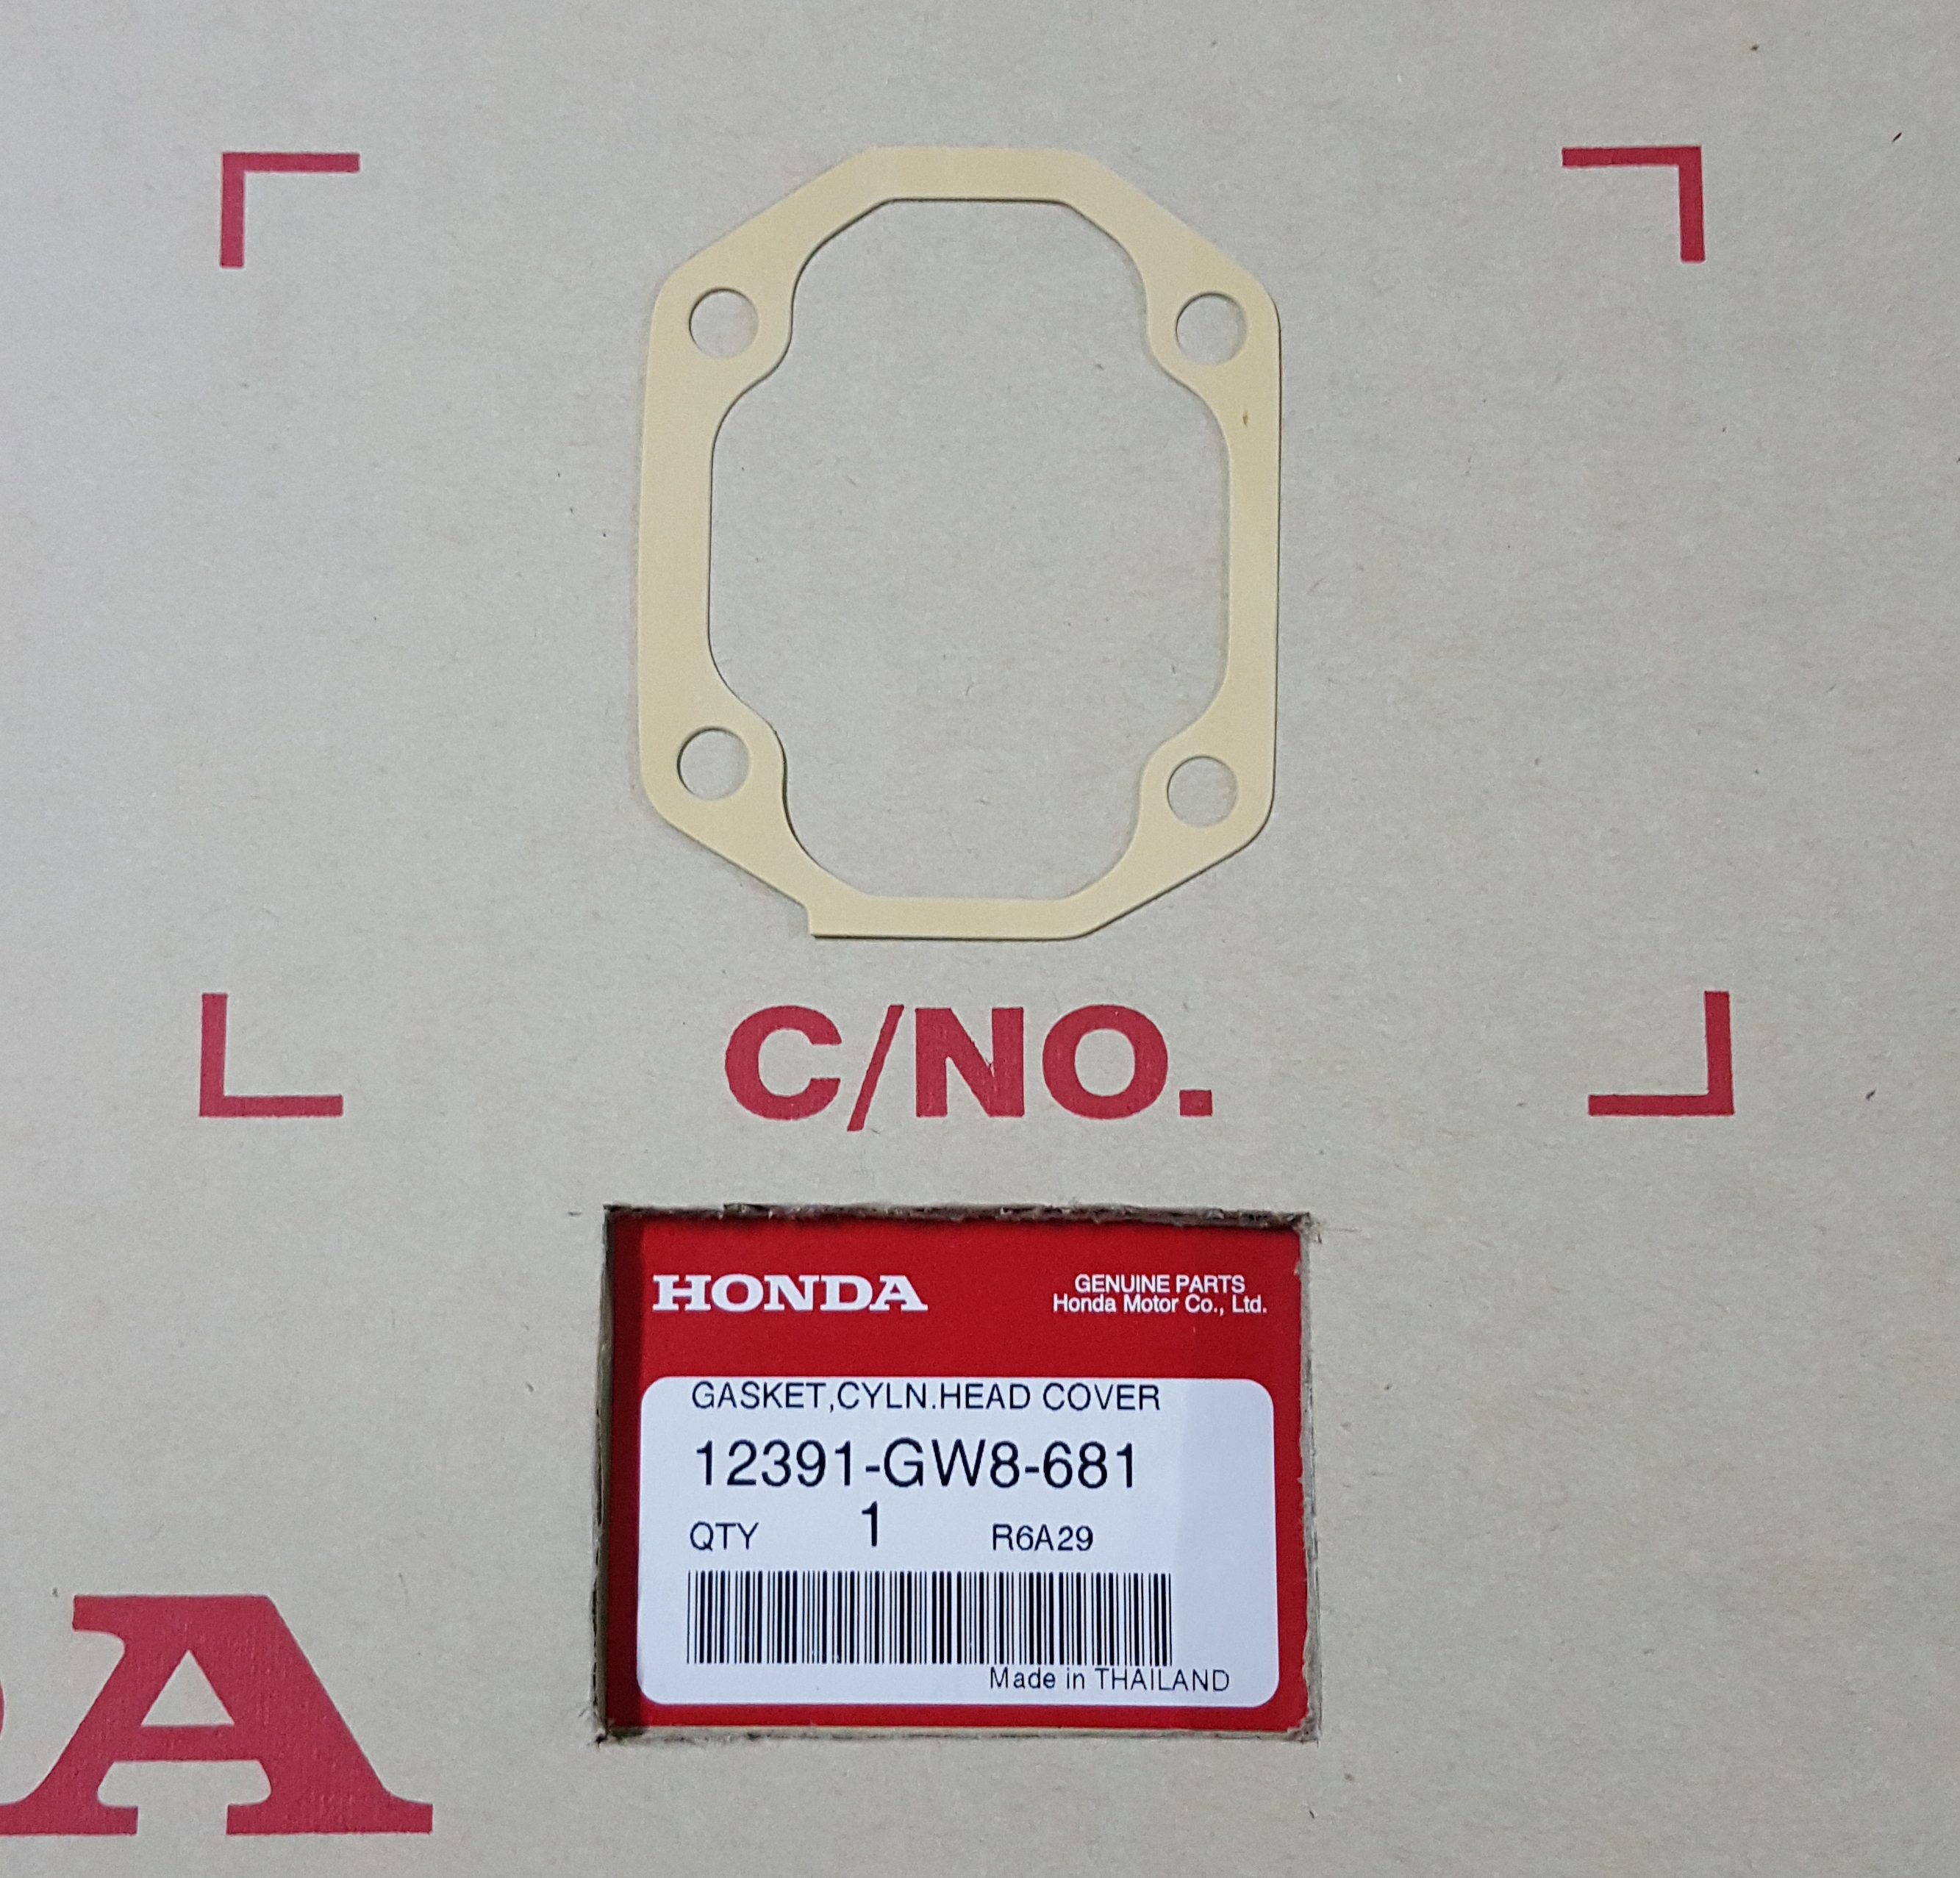 C/NO.
HONDA
GENUINE PARTS
Honda Motor Co., Ltd.
GASKET,CYLN.HEAD COVER
12391-GW8-681
QTY 1 R6A29
Made in THAILAND
DA